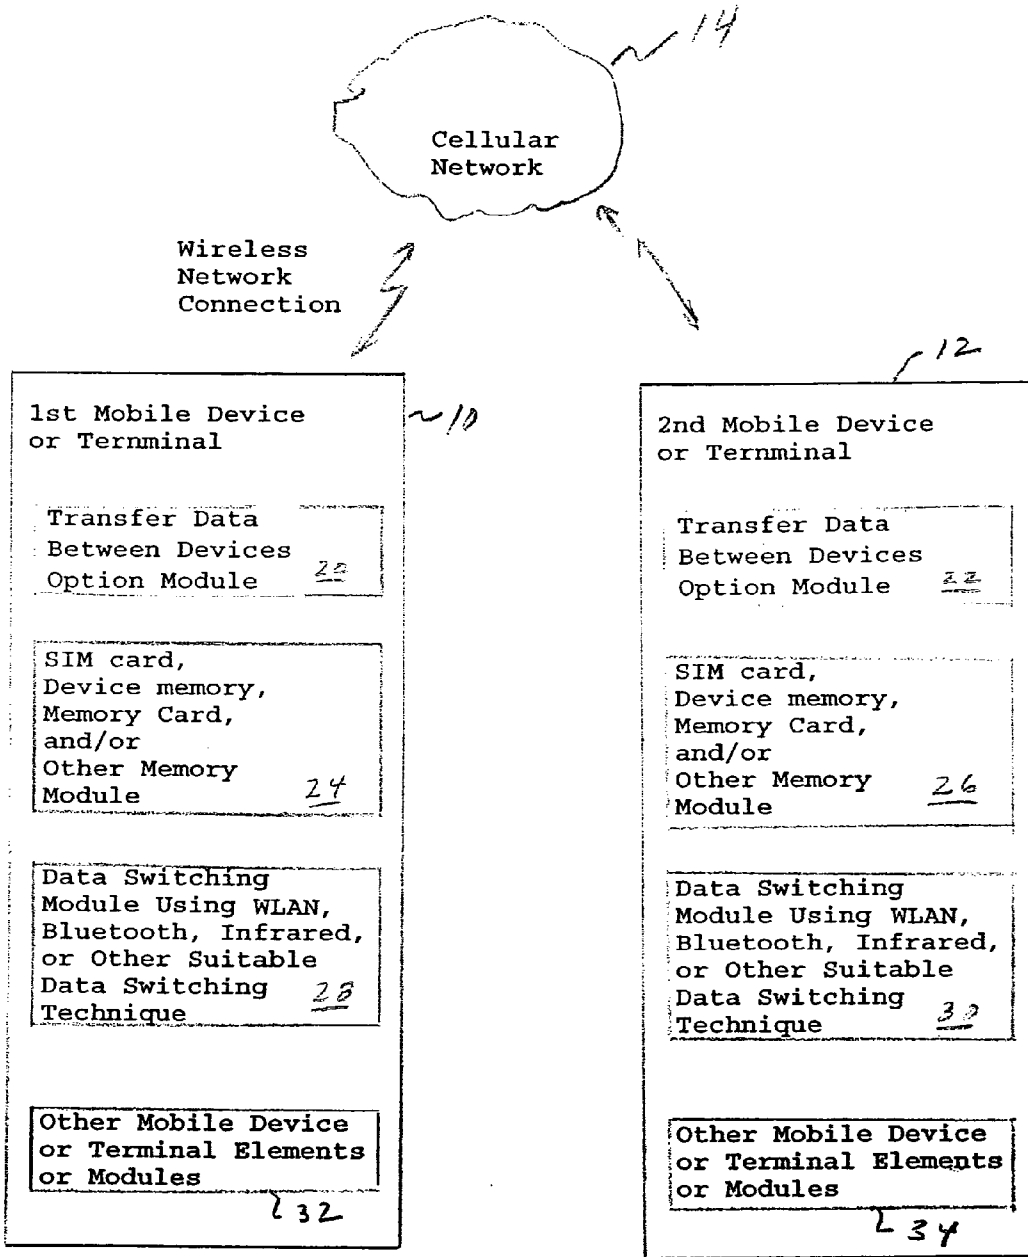 14
Cellular
Network
Wireless
Network
Connection
12
1st Mobile Device
or Ternminal
10
Transfer Data
Between Devices
Option Module 20
SIM card,
Device memory,
Memory Card,
and/or
Other Memory
Module 24
Data Switching
Module Using WLAN,
Bluetooth, Infrared,
or Other Suitable
Data Switching
Technique 28
Other Mobile Device
or Terminal Elements
or Modules
32
2nd Mobile Device
or Ternminal
Transfer Data
Between Devices
Option Module 22
SIM card,
Device memory,
Memory Card,
and/or
Other Memory
Module 26
Data Switching
Module Using WLAN,
Bluetooth, Infrared,
or Other Suitable
Data Switching
Technique 30
Other Mobile Device
or Terminal Elements
or Modules
34